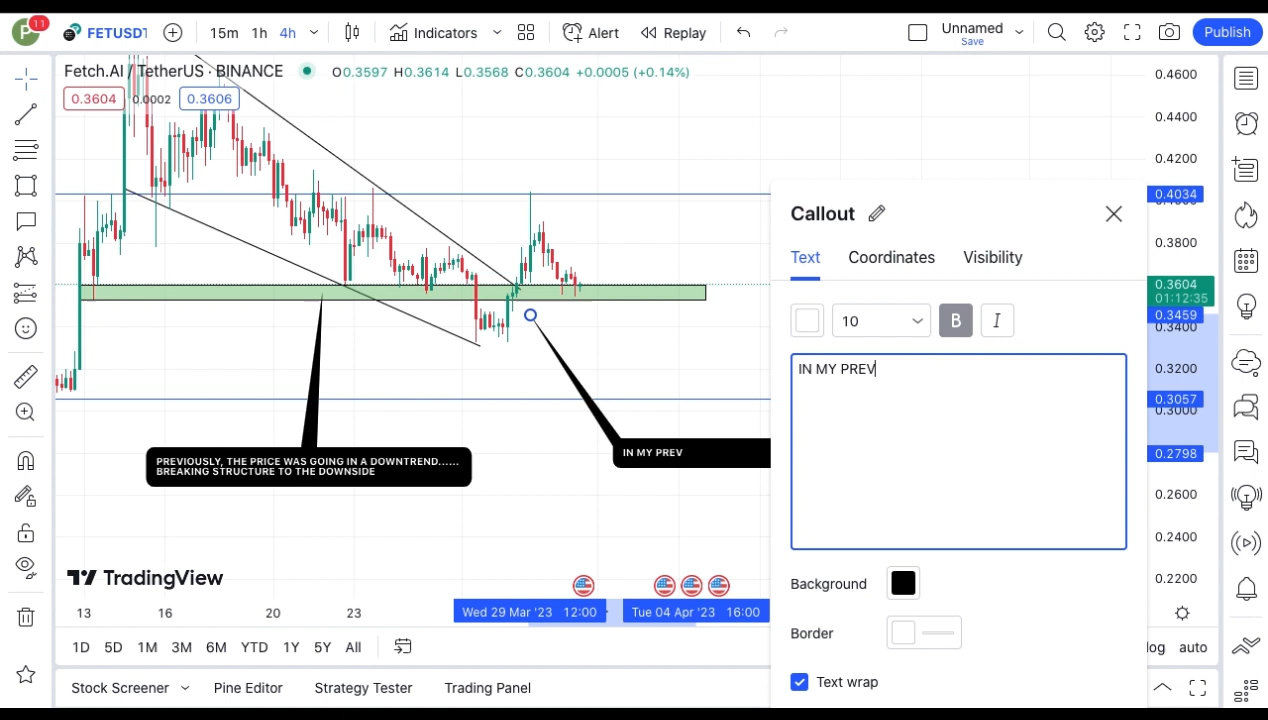 P
11
FETUSDT
15m 1h 4h
Indicators
Alert
Replay
Unnamed
Save
Publish
Fetch.AI / TetherUS · BINANCE
O0.3597 H0.3614 L0.3568 C0.3604 +0.0005 (+0.14%)
0.3604 0.0002 0.3606
0.4600
0.4400
0.4200
0.4034
0.4000
0.3800
0.3604
01:12:35
0.3459
0.3400
0.3200
0.3057
0.3000
0.2798
0.2600
0.2400
0.2200
Callout
Text Coordinates Visibility
10
B
I
IN MY PREV
Background
Border
Text wrap
PREVIOUSLY, THE PRICE WAS GOING IN A DOWNTREND......
BREAKING STRUCTURE TO THE DOWNSIDE
IN MY PREV
TradingView
13 16 20 23
Wed 29 Mar '23 12:00
Tue 04 Apr '23 16:00
1D 5D 1M 3M 6M YTD 1Y 5Y All
log auto
Stock Screener Pine Editor Strategy Tester Trading Panel